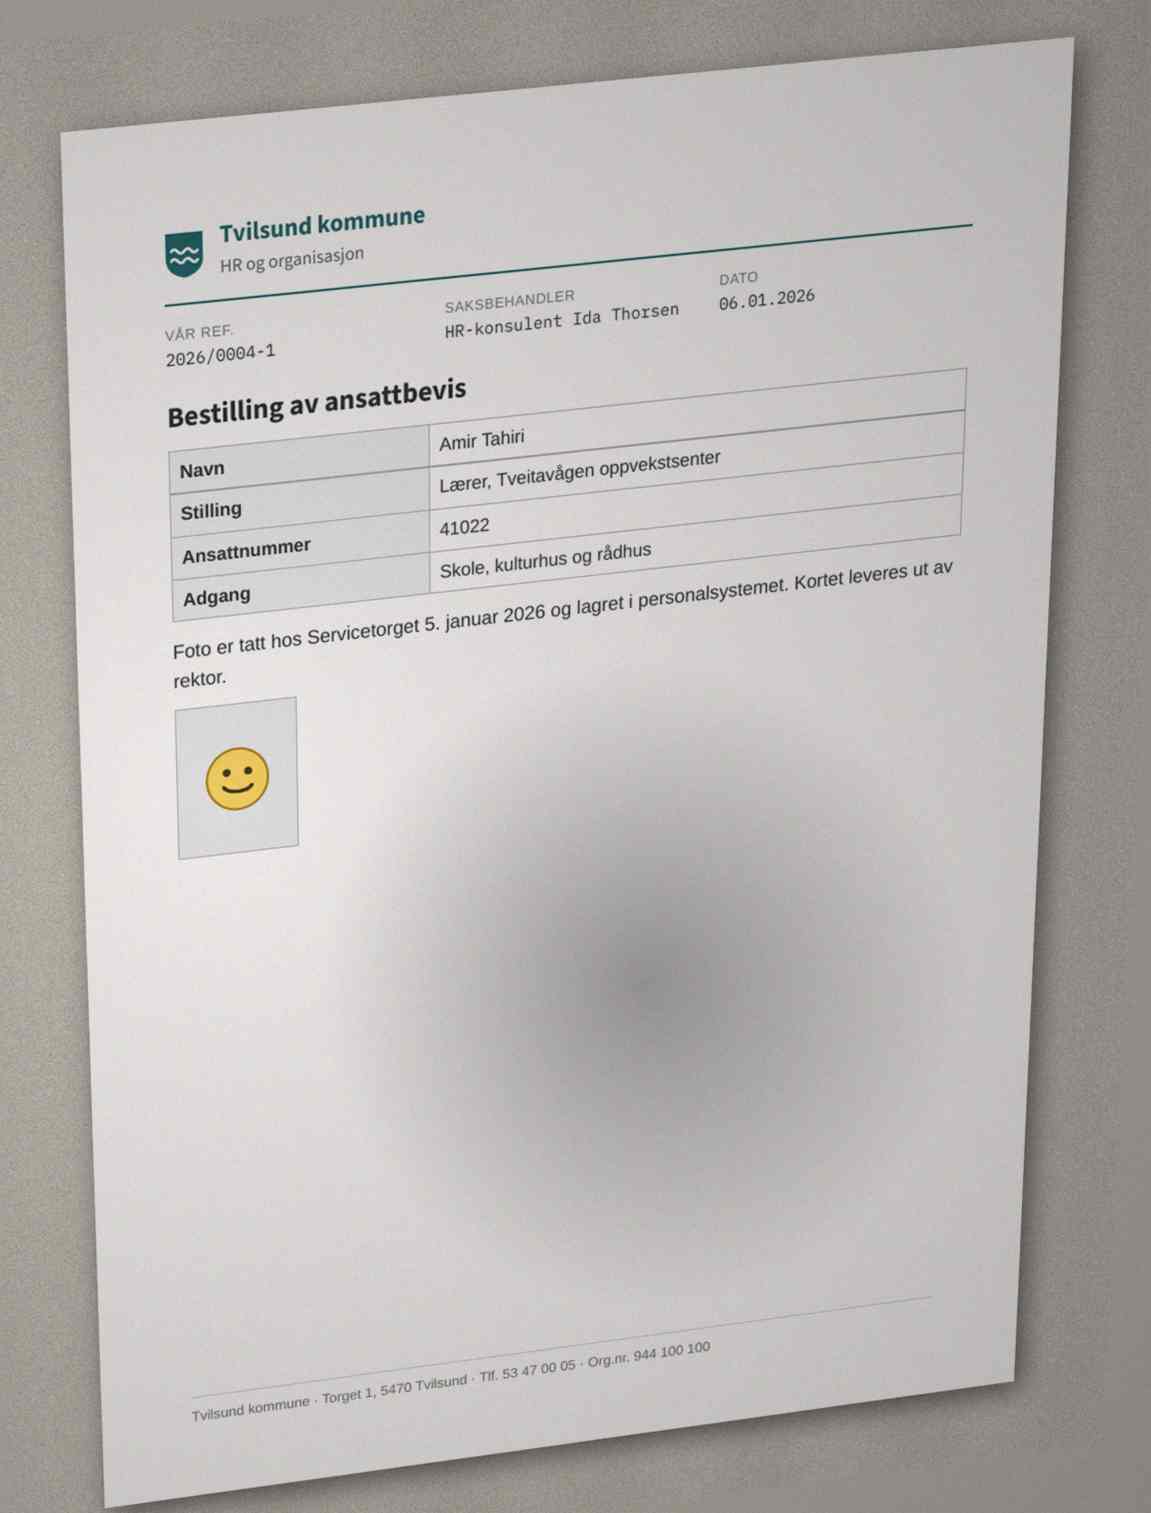 Tvilsund kommune
HR og organisasjon
VÅR REF.
2026/0004-1
SAKSBEHANDLER
HR-konsulent Ida Thorsen
DATO
06.01.2026
Bestilling av ansattbevis
Navn Amir Tahiri
Stilling Lærer, Tveitavågen oppvekstsenter
Ansattnummer 41022
Adgang Skole, kulturhus og rådhus
Foto er tatt hos Servicetorget 5. januar 2026 og lagret i personalsystemet. Kortet leveres ut av
rektor.
Tvilsund kommune · Torget 1, 5470 Tvilsund · Tlf. 53 47 00 05 · Org.nr. 944 100 100